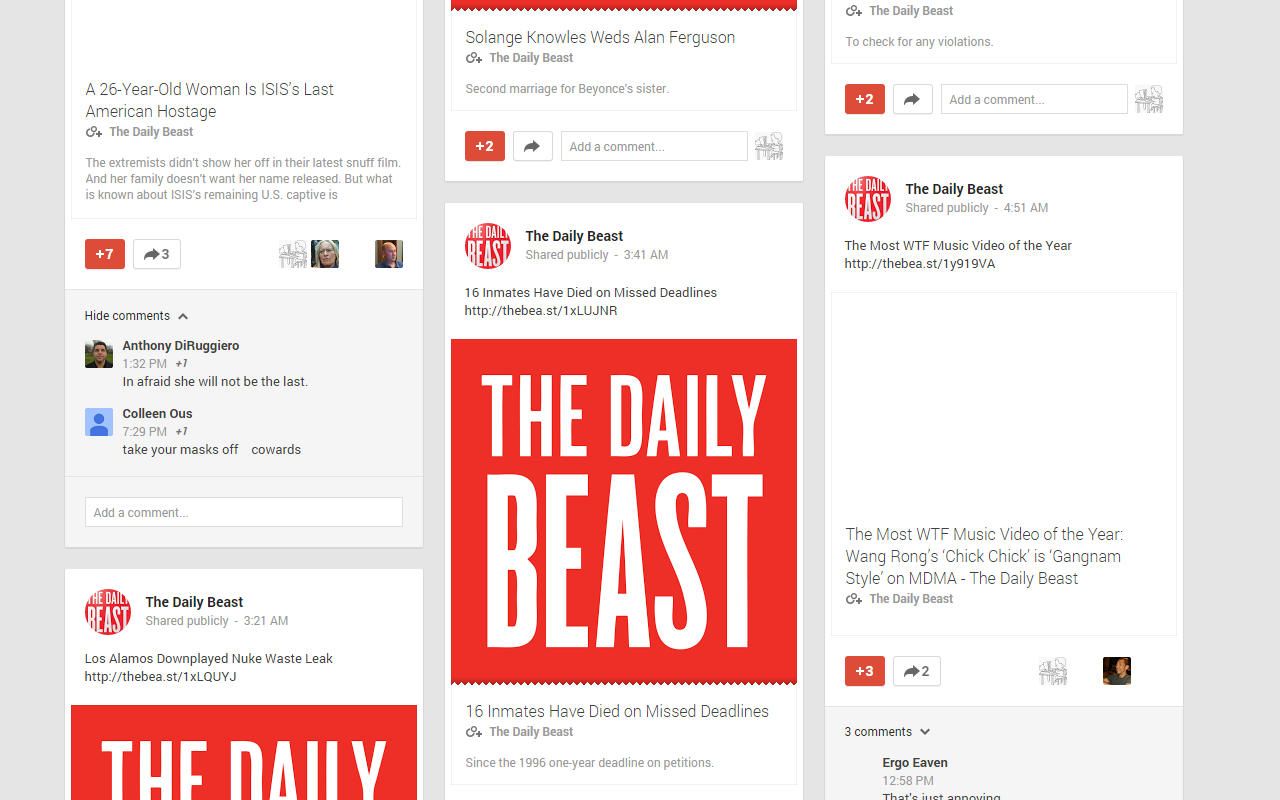 A 26-Year-Old Woman Is ISIS's Last
American Hostage
The Daily Beast
The extremists didn't show her off in their latest snuff film.
And her family doesn't want her name released. But what
is known about ISIS's remaining U.S. captive is
+7
3
Hide comments
Anthony DiRuggiero
1:32 PM +1
In afraid she will not be the last.
Colleen Ous
7:29 PM +1
take your masks off cowards
Add a comment...
THE DAILY
BEAST
The Daily Beast
Shared publicly - 3:21 AM
Los Alamos Downplayed Nuke Waste Leak
http://thebea.st/1xLQUYJ
THE DAILY
Solange Knowles Weds Alan Ferguson
The Daily Beast
Second marriage for Beyonce's sister.
+2
Add a comment...
THE DAILY
BEAST
The Daily Beast
Shared publicly - 3:41 AM
16 Inmates Have Died on Missed Deadlines
http://thebea.st/1xLUJNR
THE DAILY
BEAST
16 Inmates Have Died on Missed Deadlines
The Daily Beast
Since the 1996 one-year deadline on petitions.
The Daily Beast
To check for any violations.
+2
Add a comment...
THE DAILY
BEAST
The Daily Beast
Shared publicly - 4:51 AM
The Most WTF Music Video of the Year
http://thebea.st/1y919VA
The Most WTF Music Video of the Year:
Wang Rong's 'Chick Chick' is 'Gangnam
Style' on MDMA - The Daily Beast
The Daily Beast
+3
2
3 comments
Ergo Eaven
12:58 PM
That's just annoying